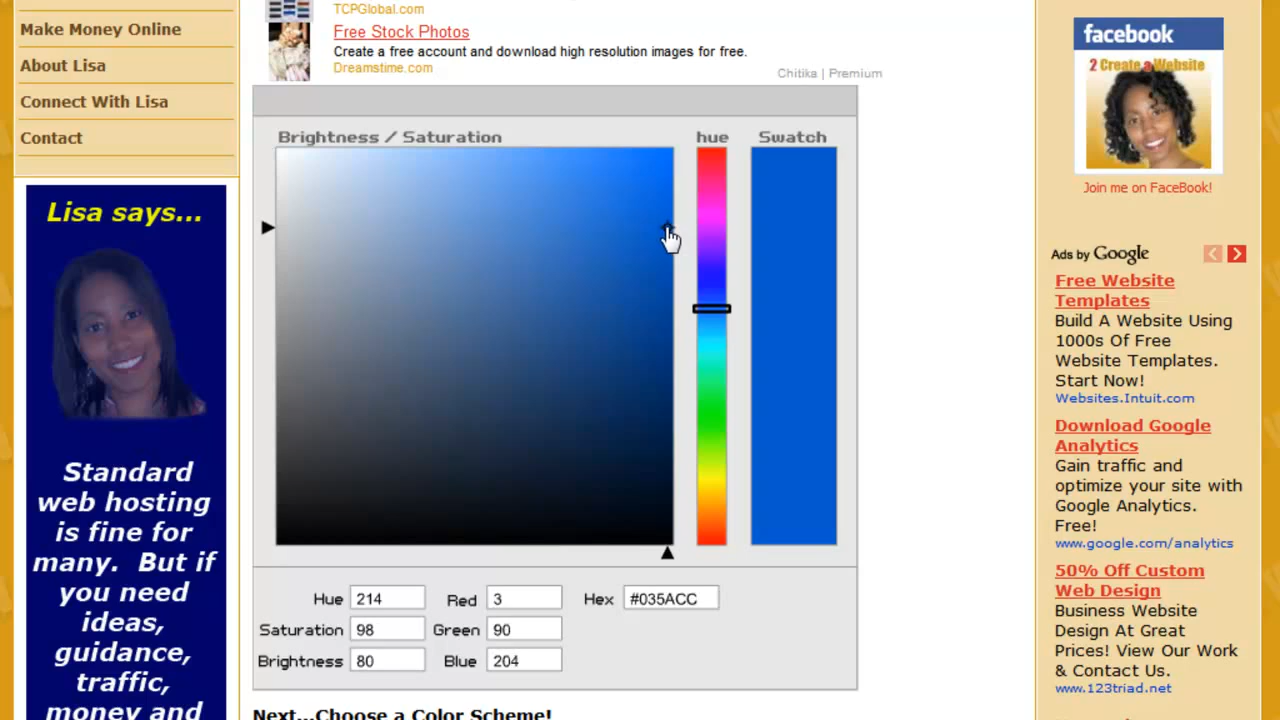 Make Money Online
About Lisa
Connect With Lisa
Contact
Lisa says...
Standard
web hosting
is fine for
many.  But if
you need
ideas,
guidance,
traffic,
money and
TCPGlobal.com
Free Stock Photos
Create a free account and download high resolution images for free.
Dreamstime.com
Chitika | Premium
Brightness / Saturation
hue
Swatch
Hue 214
Red 3
Hex #035ACC
Saturation 98
Green 90
Brightness 80
Blue 204
Next...Choose a Color Scheme!
facebook
2 Create a Website
Join me on FaceBook!
Ads by Google
Free Website
Templates
Build A Website Using
1000s Of Free
Website Templates.
Start Now!
Websites.Intuit.com
Download Google
Analytics
Gain traffic and
optimize your site with
Google Analytics.
Free!
www.google.com/analytics
50% Off Custom
Web Design
Business Website
Design At Great
Prices! View Our Work
& Contact Us.
www.123triad.net